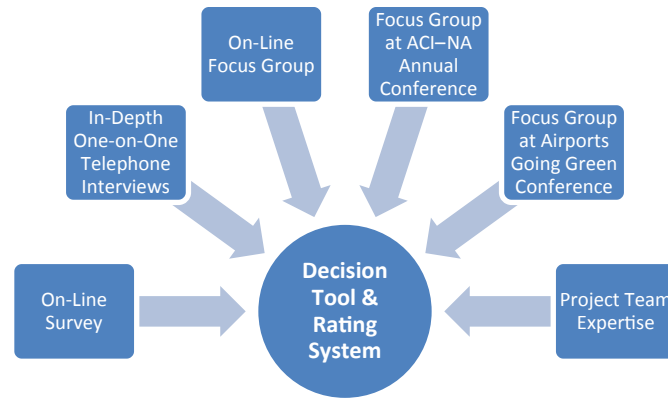 On-Line
Focus Group
Focus Group
at ACI–NA
Annual
Conference
In-Depth
One-on-One
Telephone
Interviews
Focus Group
at Airports
Going Green
Conference
On-Line
Survey
Decision
Tool &
Rating
System
Project Team
Expertise